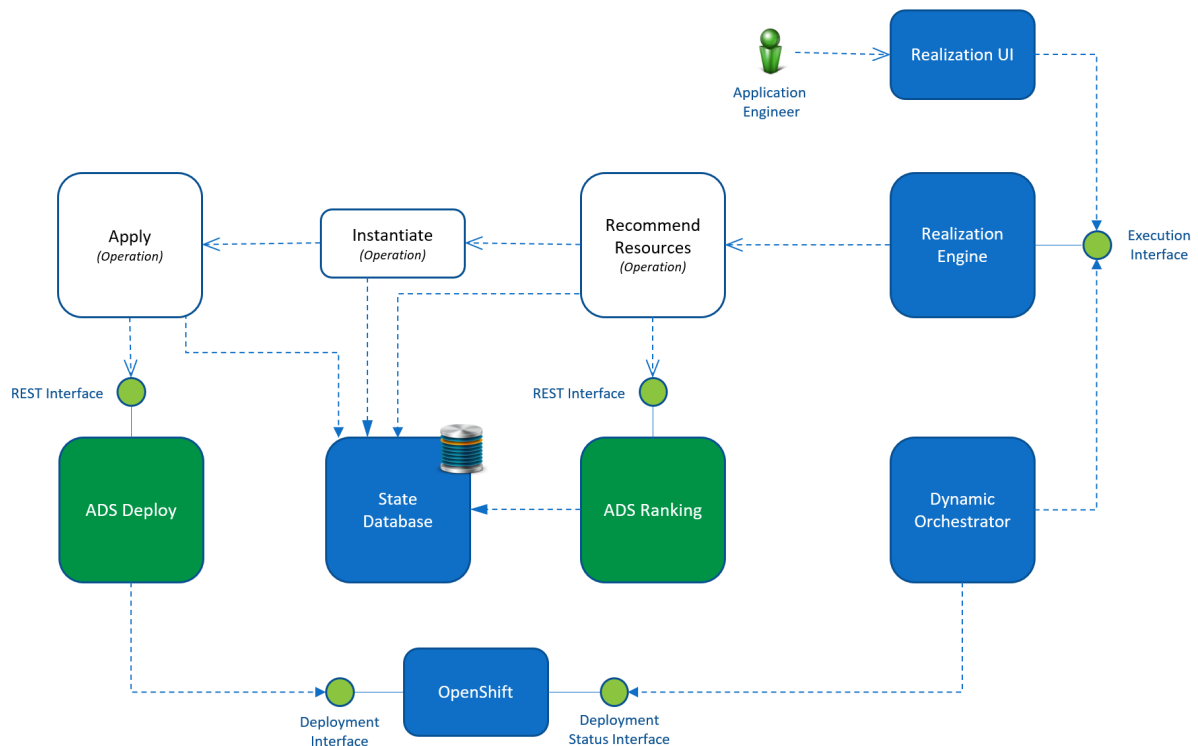 Realization UI
Application
Engineer
Apply
(Operation)
Instantiate
(Operation)
Recommend
Resources
(Operation)
Realization
Engine
Execution
Interface
REST Interface
REST Interface
ADS Deploy
State
Database
ADS Ranking
Dynamic
Orchestrator
OpenShift
Deployment
Interface
Deployment
Status Interface